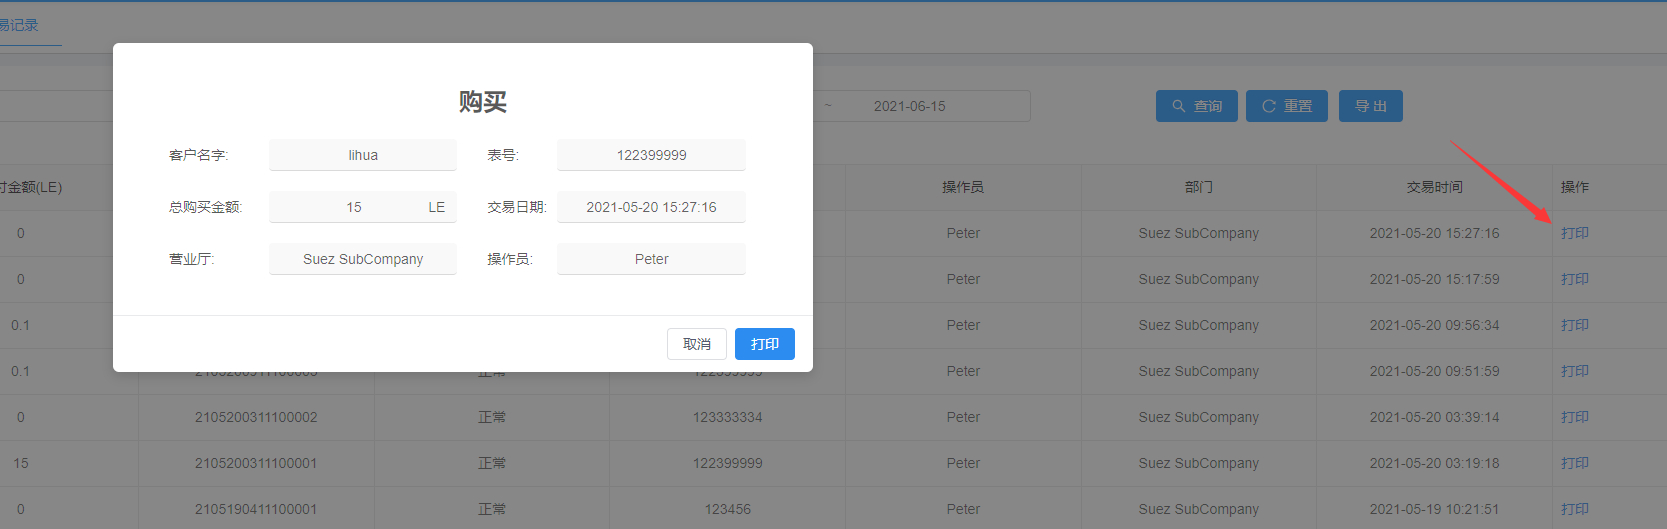 易记录
购买
~ 2021-06-15 查询 重置 导 出
客户名字: lihua 表号: 122399999
付金额(LE) 操作员 部门 交易时间 操作
总购买金额: 15 LE 交易日期: 2021-05-20 15:27:16
0 Peter Suez SubCompany 2021-05-20 15:27:16 打印
营业厅: Suez SubCompany 操作员: Peter
0 Peter Suez SubCompany 2021-05-20 15:17:59 打印
0.1 Peter Suez SubCompany 2021-05-20 09:56:34 打印
取消 打印
0.1 2105200911100003 正常 122399999 Peter Suez SubCompany 2021-05-20 09:51:59 打印
0 2105200311100002 正常 123333334 Peter Suez SubCompany 2021-05-20 03:39:14 打印
15 2105200311100001 正常 122399999 Peter Suez SubCompany 2021-05-20 03:19:18 打印
0 2105190411100001 正常 123456 Peter Suez SubCompany 2021-05-19 10:21:51 打印